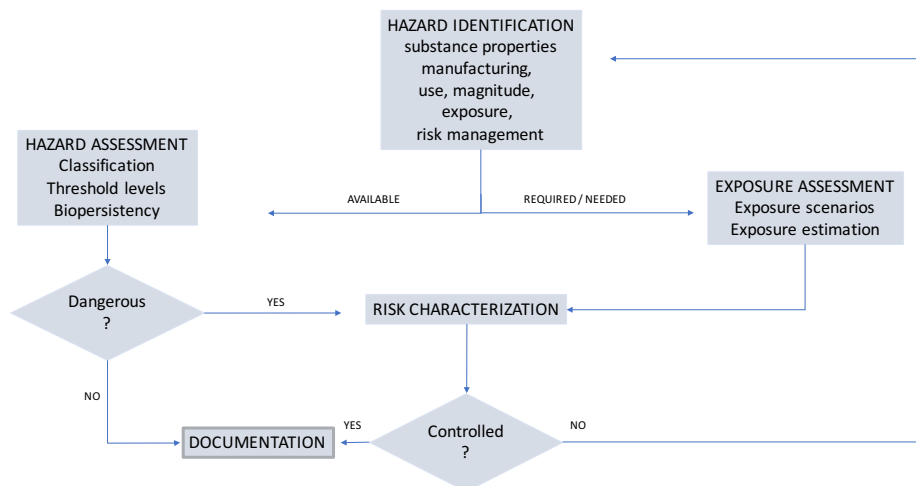 HAZARD IDENTIFICATION
substance properties
manufacturing,
use, magnitude,
exposure,
risk management
HAZARD ASSESSMENT
Classification
Threshold levels
Biopersistency
AVAILABLE
REQUIRED / NEEDED
EXPOSURE ASSESSMENT
Exposure scenarios
Exposure estimation
Dangerous
?
YES
RISK CHARACTERIZATION
NO
DOCUMENTATION
YES
Controlled
?
NO